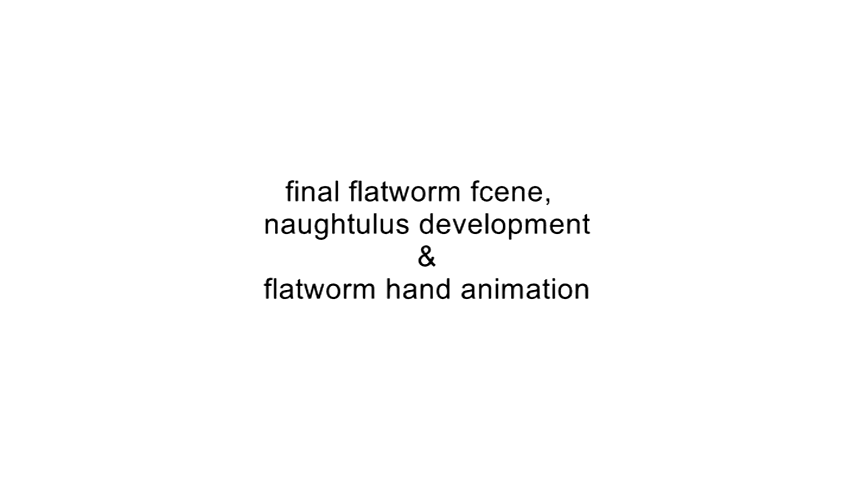 final flatworm fcene,
naughtulus development
&
flatworm hand animation